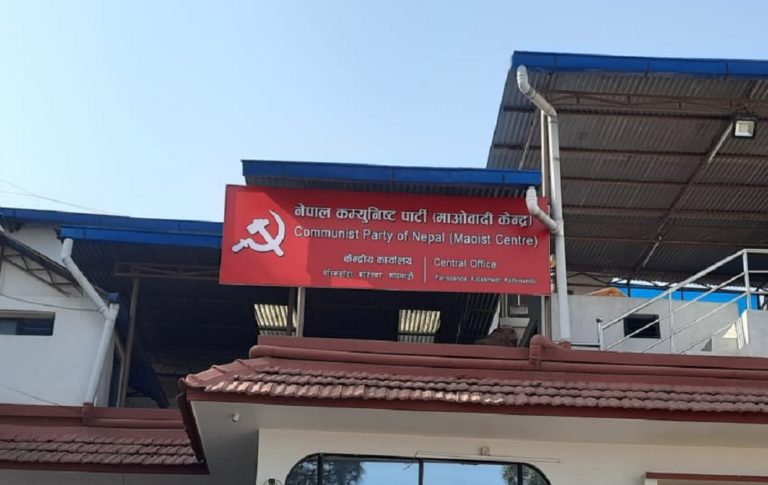 नेपाल कम्युनिष्ट पार्टी (माओवादी केन्द्र)
Communist Party of Nepal (Maoist Centre)
केन्द्रीय कार्यालय
Central Office
पेरिसडाँडा, कोटेश्वर, काठमाडौं
Parisdanda, Koteshwor, Kathmandu